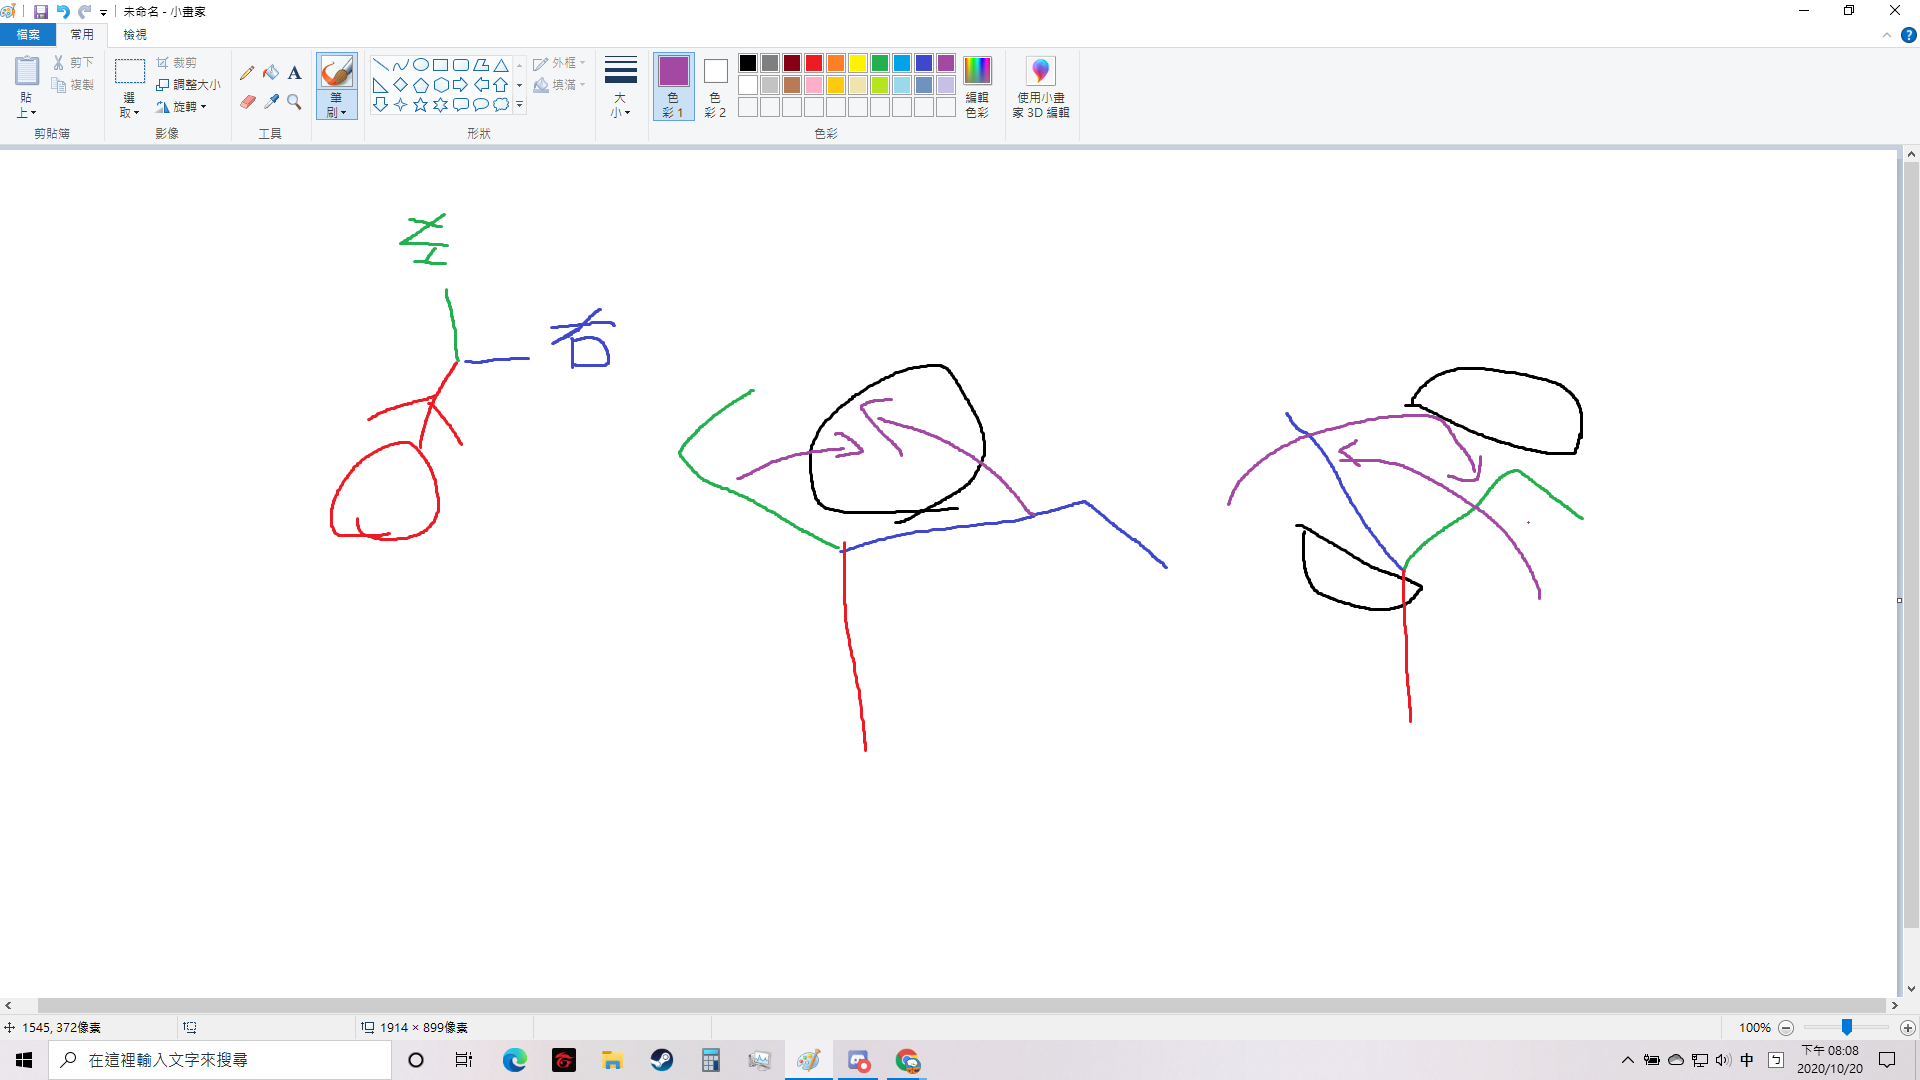 未命名 - 小畫家
檔案 常用 檢視
貼上 剪下 複製 剪貼簿
選取 裁剪 調整大小 旋轉 影像
A 工具
筆刷
形狀 外框 填滿
大小
色彩 1 色彩 2 色彩
編輯色彩
使用小畫家 3D 編輯
左
右
1545, 372像素
1914 × 899像素
100%
在這裡輸入文字來搜尋
中
下午 08:08
2020/10/20